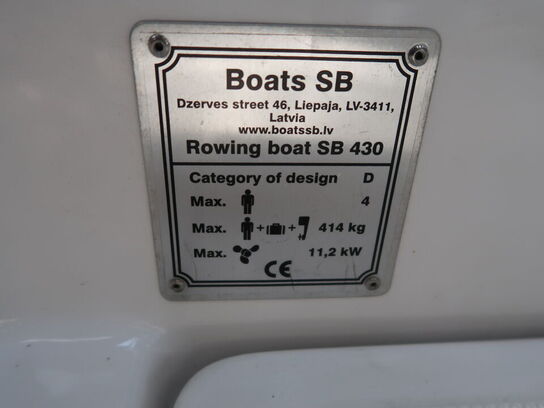 Boats SB
Dzerves street 46, Liepaja, LV-3411,
Latvia
www.boatssb.lv
Rowing boat SB 430
Category of design D
Max. 4
Max. + + 414 kg
Max. 11,2 kW
CE